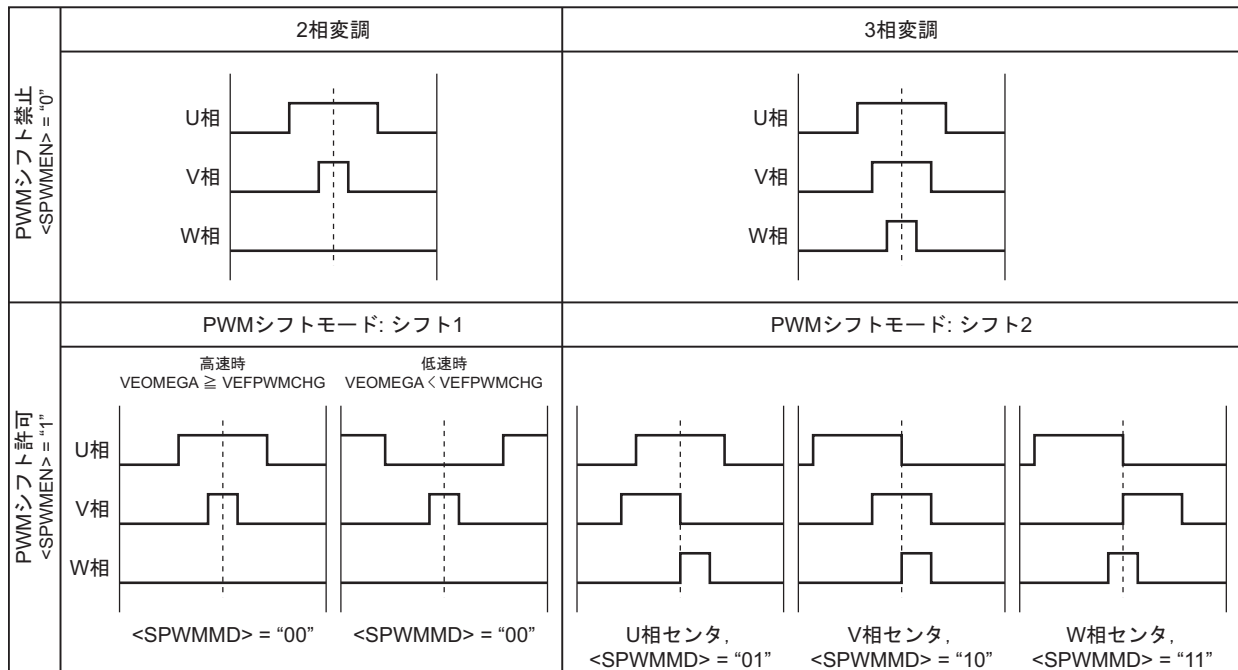 2相変調
3相変調
PWMシフト禁止
<SPWMEN> = “0”
U相
V相
W相
U相
V相
W相
PWMシフトモード: シフト1
PWMシフトモード: シフト2
PWMシフト許可
<SPWMEN> = “1”
高速時
VEOMEGA ≧ VEFPWMCHG
低速時
VEOMEGA < VEFPWMCHG
U相
V相
W相
<SPWMMD> = “00”
<SPWMMD> = “00”
U相センタ,
<SPWMMD> = “01”
V相センタ,
<SPWMMD> = “10”
W相センタ,
<SPWMMD> = “11”